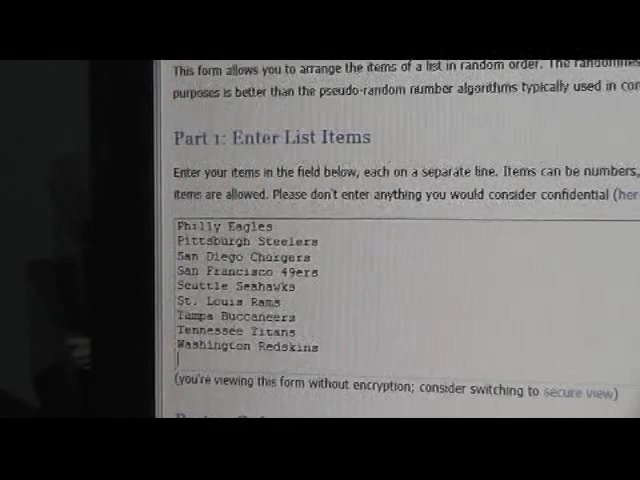 This form allows you to arrange the items of a list in random order. The
purposes is better than the pseudo-random number algorithms typically used in
Part 1: Enter List Items
Enter your items in the field below, each on a separate line. Items can be numbers,
items are allowed. Please don't enter anything you would consider confidential (her
Philly Eagles
Pittsburgh Steelers
San Diego Chargers
San Francisco 49ers
Seattle Seahawks
St. Louis Rams
Tampa Buccaneers
Tennessee Titans
Washington Redskins
(you're viewing this form without encryption; consider switching to secure view)